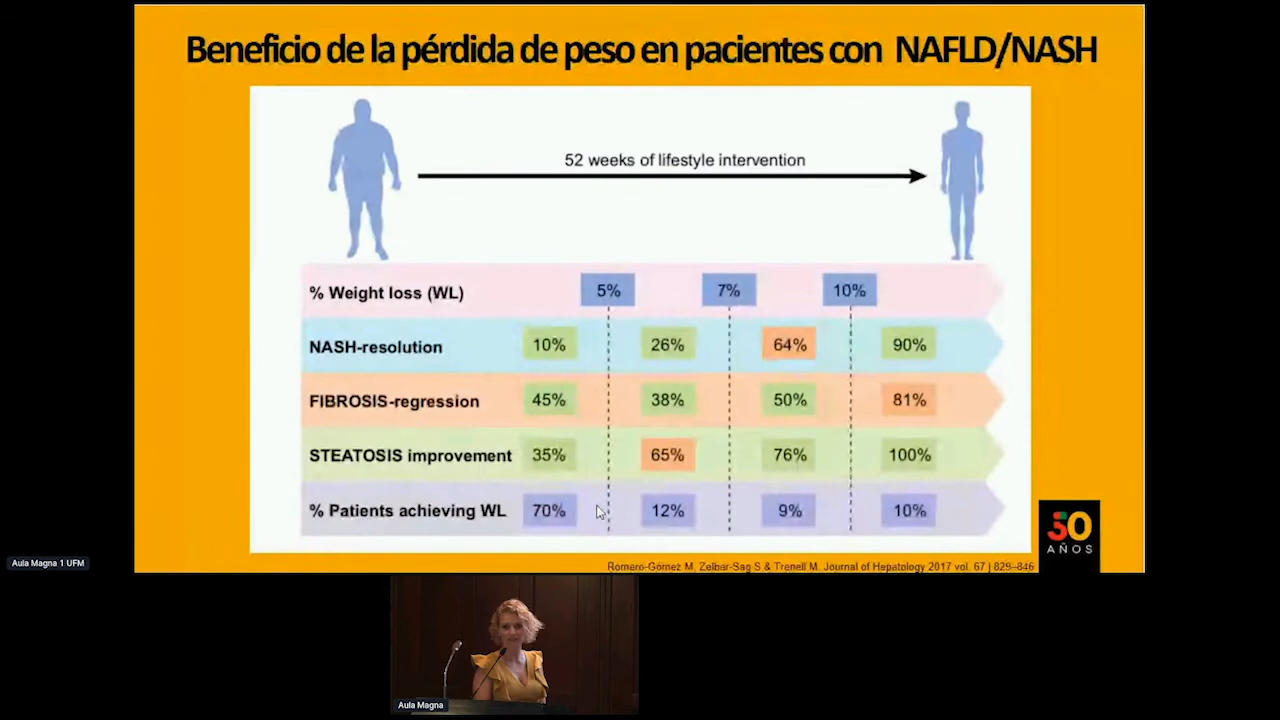 Beneficio de la pérdida de peso en pacientes con NAFLD/NASH
52 weeks of lifestyle intervention
% Weight loss (WL) 5% 7% 10%
NASH-resolution 10% 26% 64% 90%
FIBROSIS-regression 45% 38% 50% 81%
STEATOSIS improvement 35% 65% 76% 100%
% Patients achieving WL 70% 12% 9% 10%
50
AÑOS
Romero-Gómez M, Zelbar-Sag S & Trenell M. Journal of Hepatology 2017 vol. 67 j 829–846
Aula Magna 1 UFM
Aula Magna